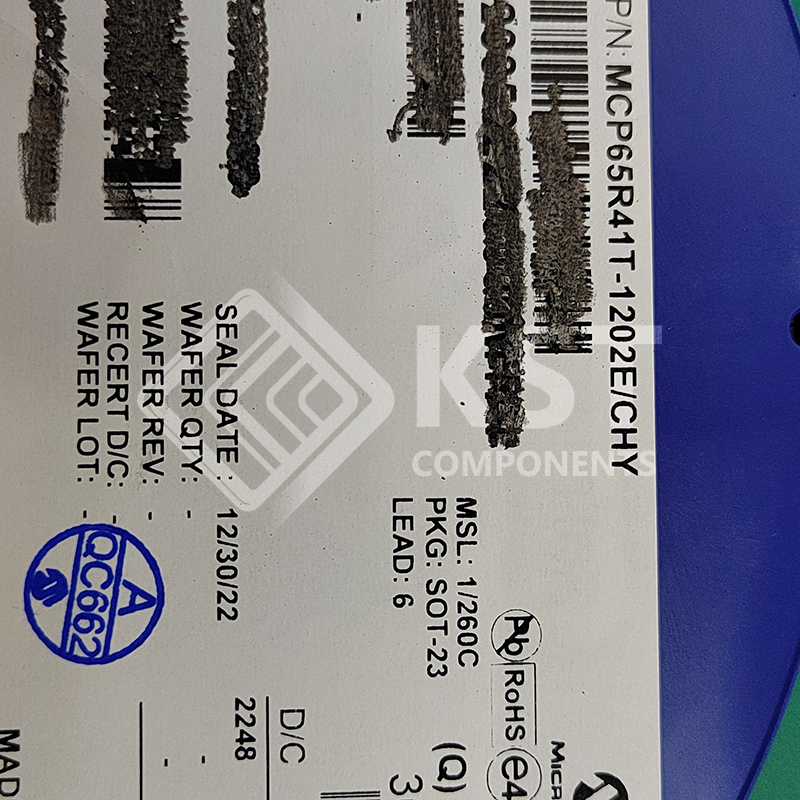 P/N: MCP65R41T-1202E/CHY
MSL: 1/260C
PKG: SOT-23
LEAD: 6
Pb
RoHS
e4
(Q)
SEAL DATE : 12/30/22
WAFER QTY: -
WAFER REV: -
RECERT D/C: -
WAFER LOT: -
D/C
2248
-
-
A
QC662
KST
COMPONENTS